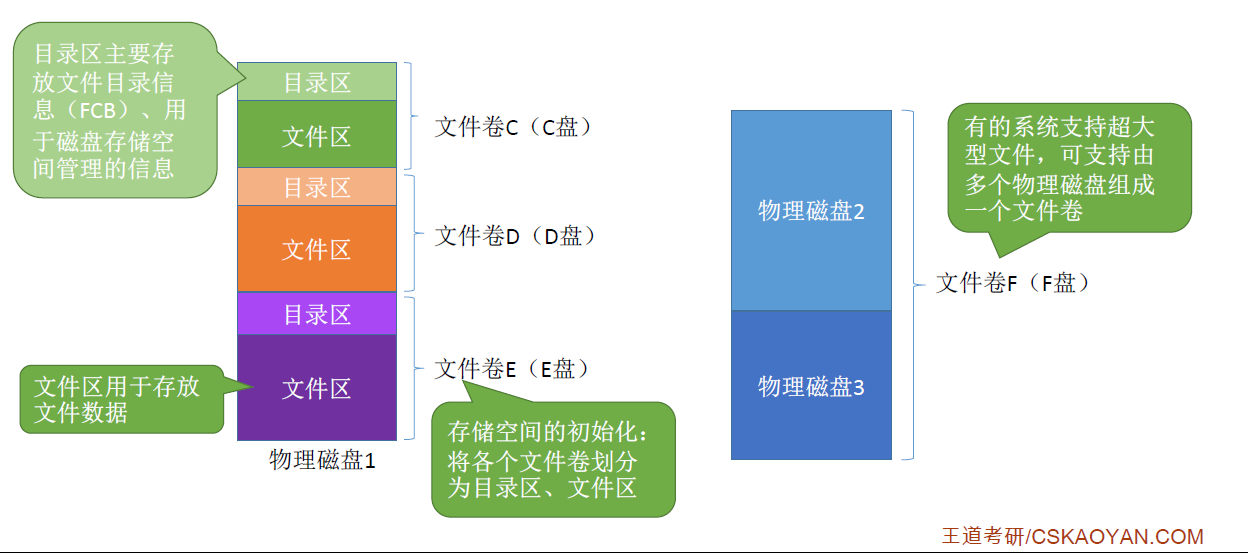 目录区主要存
放文件目录信
息（FCB）、用
于磁盘存储空
间管理的信息
目录区
文件区
文件卷C（C盘）
目录区
文件区
文件卷D（D盘）
目录区
文件区
文件卷E（E盘）
文件区用于存放
文件数据
物理磁盘1
存储空间的初始化：
将各个文件卷划分
为目录区、文件区
物理磁盘2
物理磁盘3
有的系统支持超大
型文件，可支持由
多个物理磁盘组成
一个文件卷
文件卷F（F盘）
王道考研/CSKAOYAN.COM